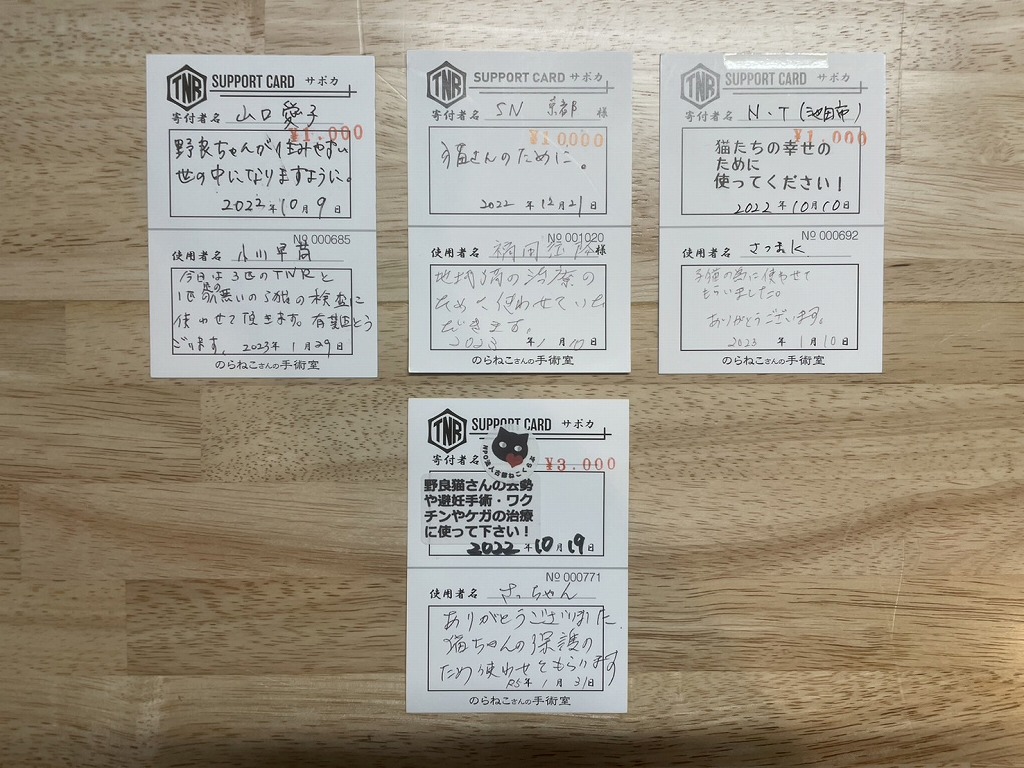 TNR SUPPORT CARD サポカ
寄付者名 山口 愛子
¥1,000
野良ちゃんが住みやすい
世の中になりますように。
2022年10月9日
No 000685
使用者名 小川 早苗
今日は3匹のTNRと
1匹の元気の無いの猫の検査に
使わせて頂きます。有難とう
ございます。 2023年1月29日
のらねこさんの手術室
TNR SUPPORT CARD サポカ
寄付者名 SN 京都 様
猫さんのために。
2022年12月21日
No 001020
使用者名 福田 様
地域猫の治療の
ために使わせていた
だきます。
2023年1月10日
のらねこさんの手術室
TNR SUPPORT CARD サポカ
寄付者名 N・T(池田市)
¥1,000
猫たちの幸せの
ために
使ってください!
2022年10月10日
No 000692
使用者名 さつまK
子猫の為に使わせて
もらいました。
ありがとうございます。
2023年1月10日
のらねこさんの手術室
TNR SUPPORT CARD サポカ
寄付者名
¥3,000
野良猫さんの去勢
や避妊手術・ワク
チンやケガの治療
に使って下さい!
2022年10月19日
No 000771
使用者名 さっちゃん
ありがとうございました
猫ちゃんの保護の
ため使わせてもらいます
R5年1月31日
のらねこさんの手術室